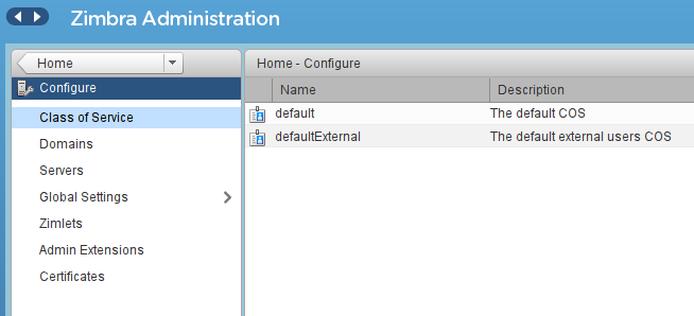 Zimbra Administration
Home
Home - Configure
Configure
Name Description
Class of Service
default The default COS
defaultExternal The default external users COS
Domains
Servers
Global Settings
Zimlets
Admin Extensions
Certificates